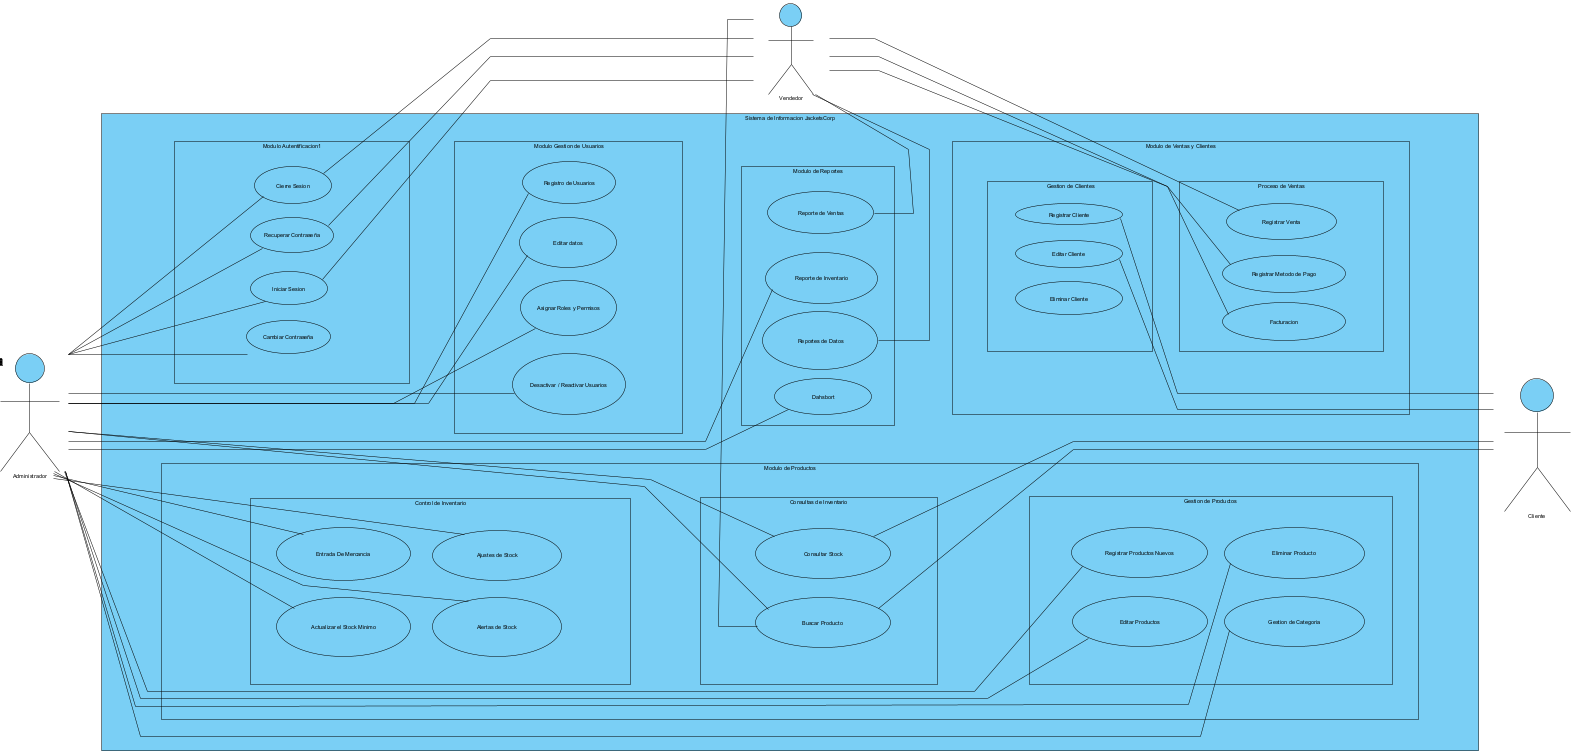 Vendedor
Sistema de Informacion JacketsCorp
Modulo Autentificacion1
Cierre Sesion
Recuperar Contraseña
Iniciar Sesion
Cambiar Contraseña
Modulo Gestion de Usuarios
Registro de Usuarios
Editar datos
Asignar Roles y Permisos
Desactivar / Reactivar Usuarios
Modulo de Reportes
Reporte de Ventas
Reporte de Inventario
Reportes de Datos
Dahsbort
Modulo de Ventas y Clientes
Gestion de Clientes
Registrar Cliente
Editar Cliente
Eliminar Cliente
Proceso de Ventas
Registrar Venta
Registrar Metodo de Pago
Facturacion
Administrador
Cliente
Modulo de Productos
Control de Inventario
Entrada De Mercancia
Ajustes de Stock
Actualizar el Stock Minimo
Alertas de Stock
Consultas de Inventario
Consultar Stock
Buscar Producto
Gestion de Productos
Registrar Productos Nuevos
Eliminar Producto
Editar Productos
Gestion de Categoria